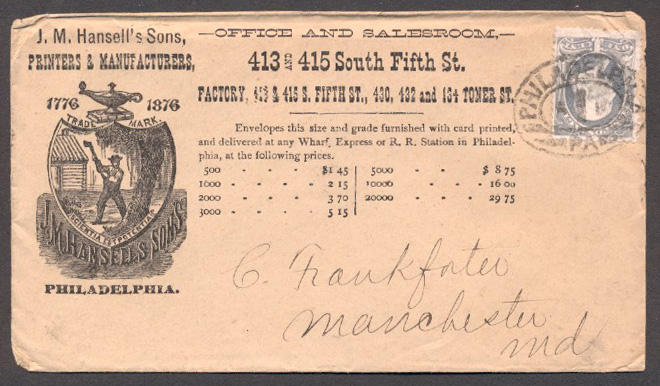 J. M. Hansell's Sons,
PRINTERS & MANUFACTURERS,
1776 1876
TRADE MARK.
SCIENTIA EST POTENTIA
J.M. HANSELL'S SONS
PHILADELPHIA.
—OFFICE AND SALESROOM,—
413 AND 415 South Fifth St.
FACTORY, 413 & 415 S. FIFTH ST., 430, 432 and 434 TONER ST.
Envelopes this size and grade furnished with card printed,
and delivered at any Wharf, Express or R. R. Station in Philadel-
phia, at the following prices.
500 - - - $1 45 5000 - - - $ 8 75
1000 - - - 2 15 10000 - - - 16 00
2000 - - - 3 70 20000 - - - 29 75
3000 - - - 5 15
PHILADELPHIA
PA.
C. Frankforter
Manchester
Md